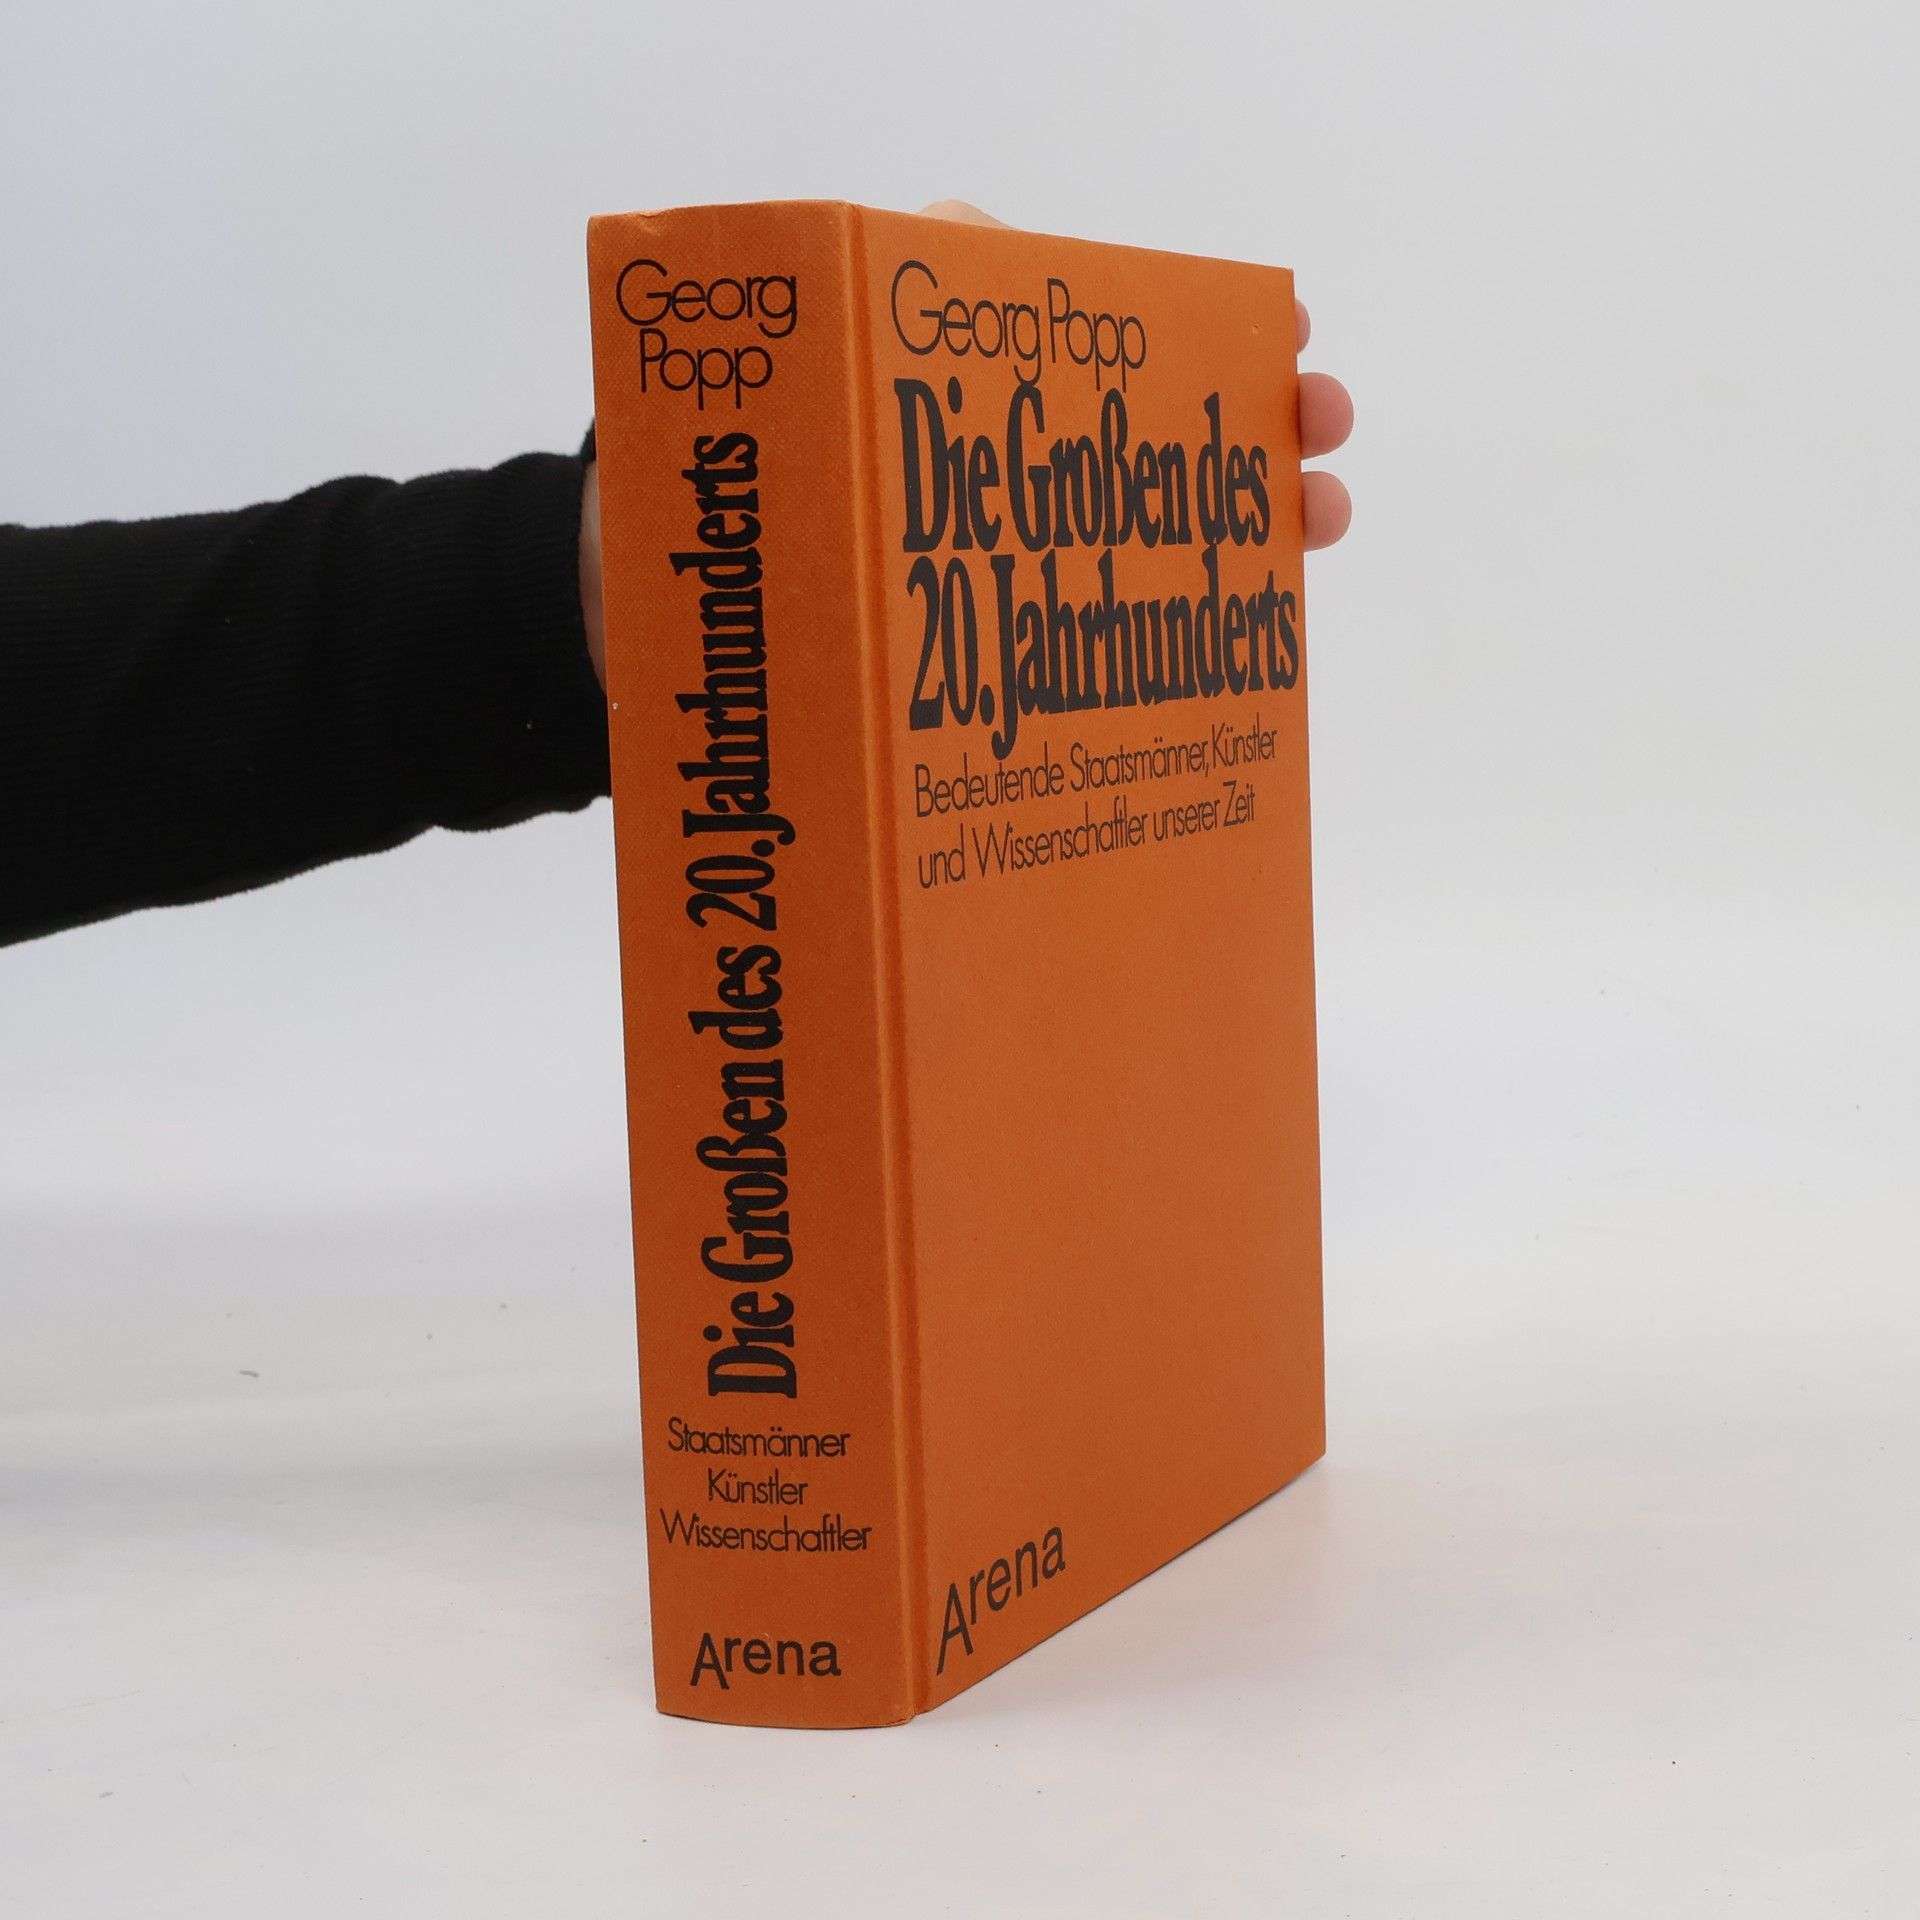 Georg
Popp
Die Großen des 20. Jahrhunderts
Staatsmänner
Künstler
Wissenschaftler
Arena
Georg Popp
Die Großen des
20. Jahrhunderts
Bedeutende Staatsmänner, Künstler
und Wissenschaftler unserer Zeit
Arena